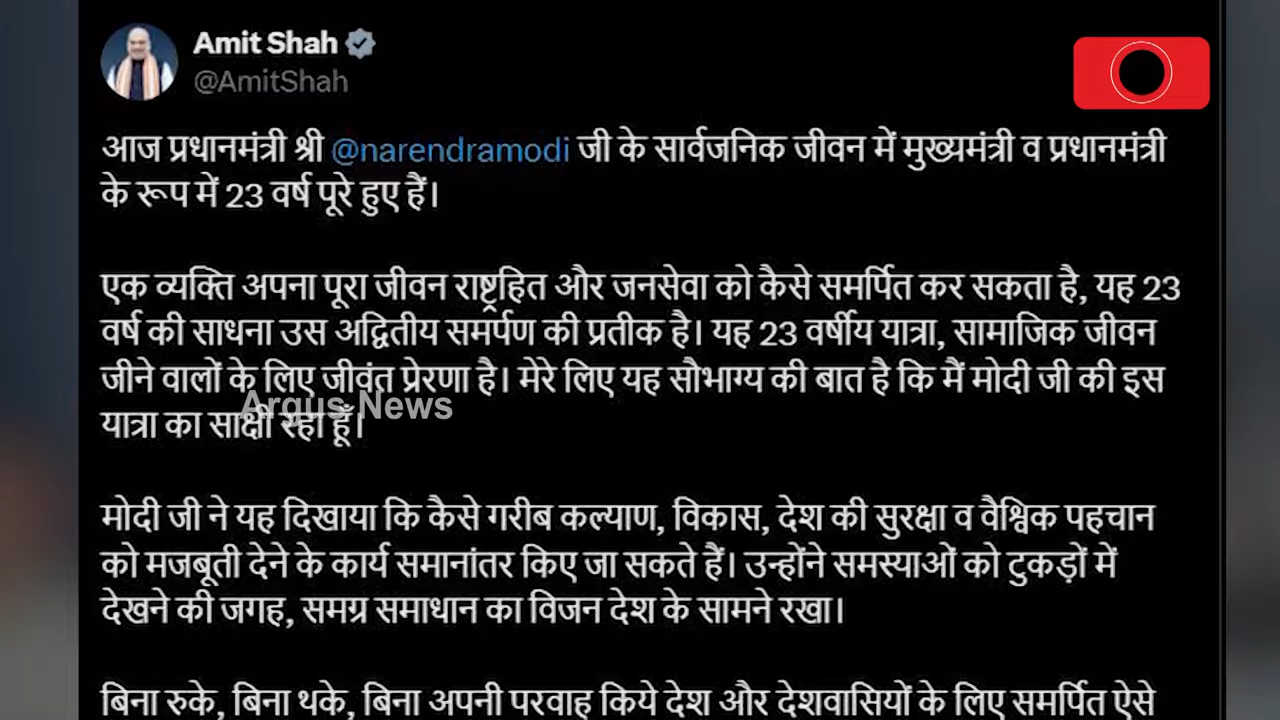 Amit Shah
@AmitShah
आज प्रधानमंत्री श्री @narendramodi जी के सार्वजनिक जीवन में मुख्यमंत्री व प्रधानमंत्री
के रूप में 23 वर्ष पूरे हुए हैं।
एक व्यक्ति अपना पूरा जीवन राष्ट्रहित और जनसेवा को कैसे समर्पित कर सकता है, यह 23
वर्ष की साधना उस अद्वितीय समर्पण की प्रतीक है। यह 23 वर्षीय यात्रा, सामाजिक जीवन
जीने वालों के लिए जीवंत प्रेरणा है। मेरे लिए यह सौभाग्य की बात है कि मैं मोदी जी की इस
Argus News
यात्रा का साक्षी रहा हूँ।
मोदी जी ने यह दिखाया कि कैसे गरीब कल्याण, विकास, देश की सुरक्षा व वैश्विक पहचान
को मजबूती देने के कार्य समानांतर किए जा सकते हैं। उन्होंने समस्याओं को टुकड़ों में
देखने की जगह, समग्र समाधान का विजन देश के सामने रखा।
बिना रुके, बिना थके, बिना अपनी परवाह किये देश और देशवासियों के लिए समर्पित ऐसे